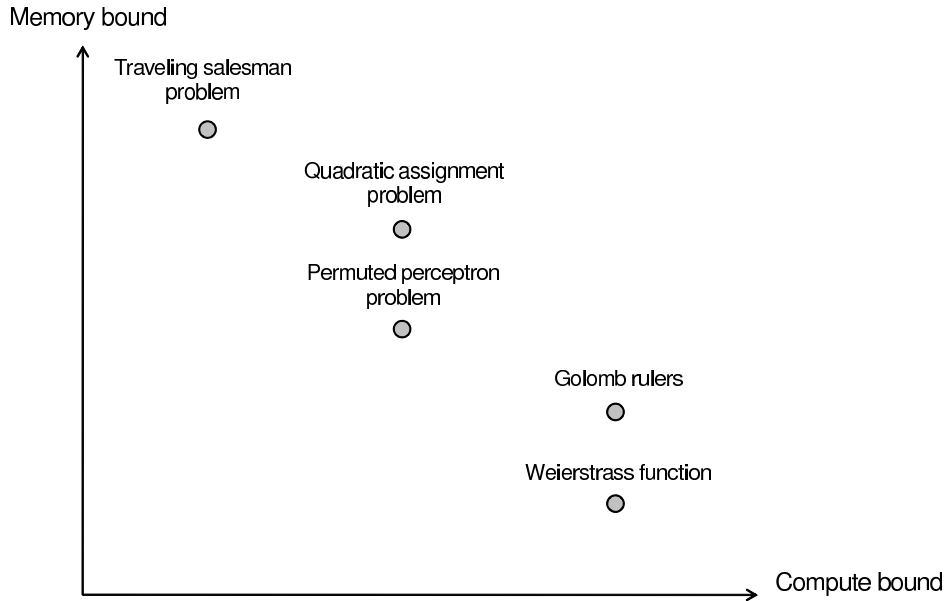 Memory bound
Traveling salesman
problem
Quadratic assignment
problem
Permuted perceptron
problem
Golomb rulers
Weierstrass function
Compute bound